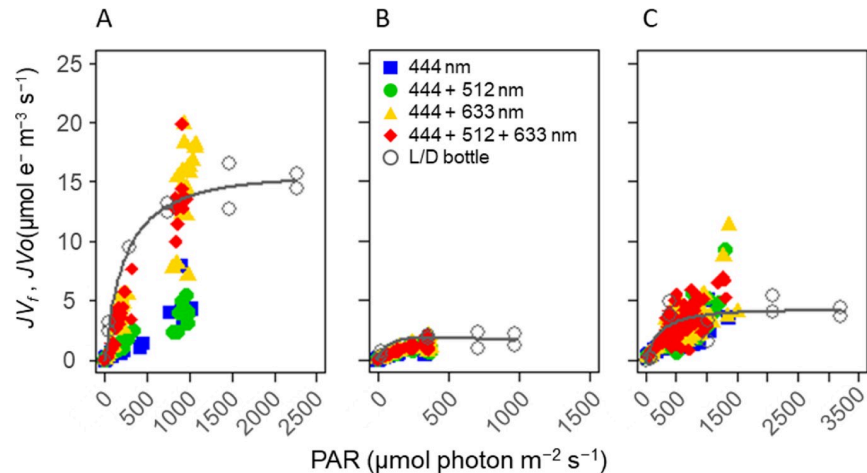 A
B
C
JVf , JVo(μmol e⁻ m⁻³ s⁻¹)
25
20
15
10
5
0
444 nm
444 + 512 nm
444 + 633 nm
444 + 512 + 633 nm
L/D bottle
0 500 1000 1500 2000 2500
0 500 1000 1500
500 1500 2500 3500
PAR (μmol photon m⁻² s⁻¹)